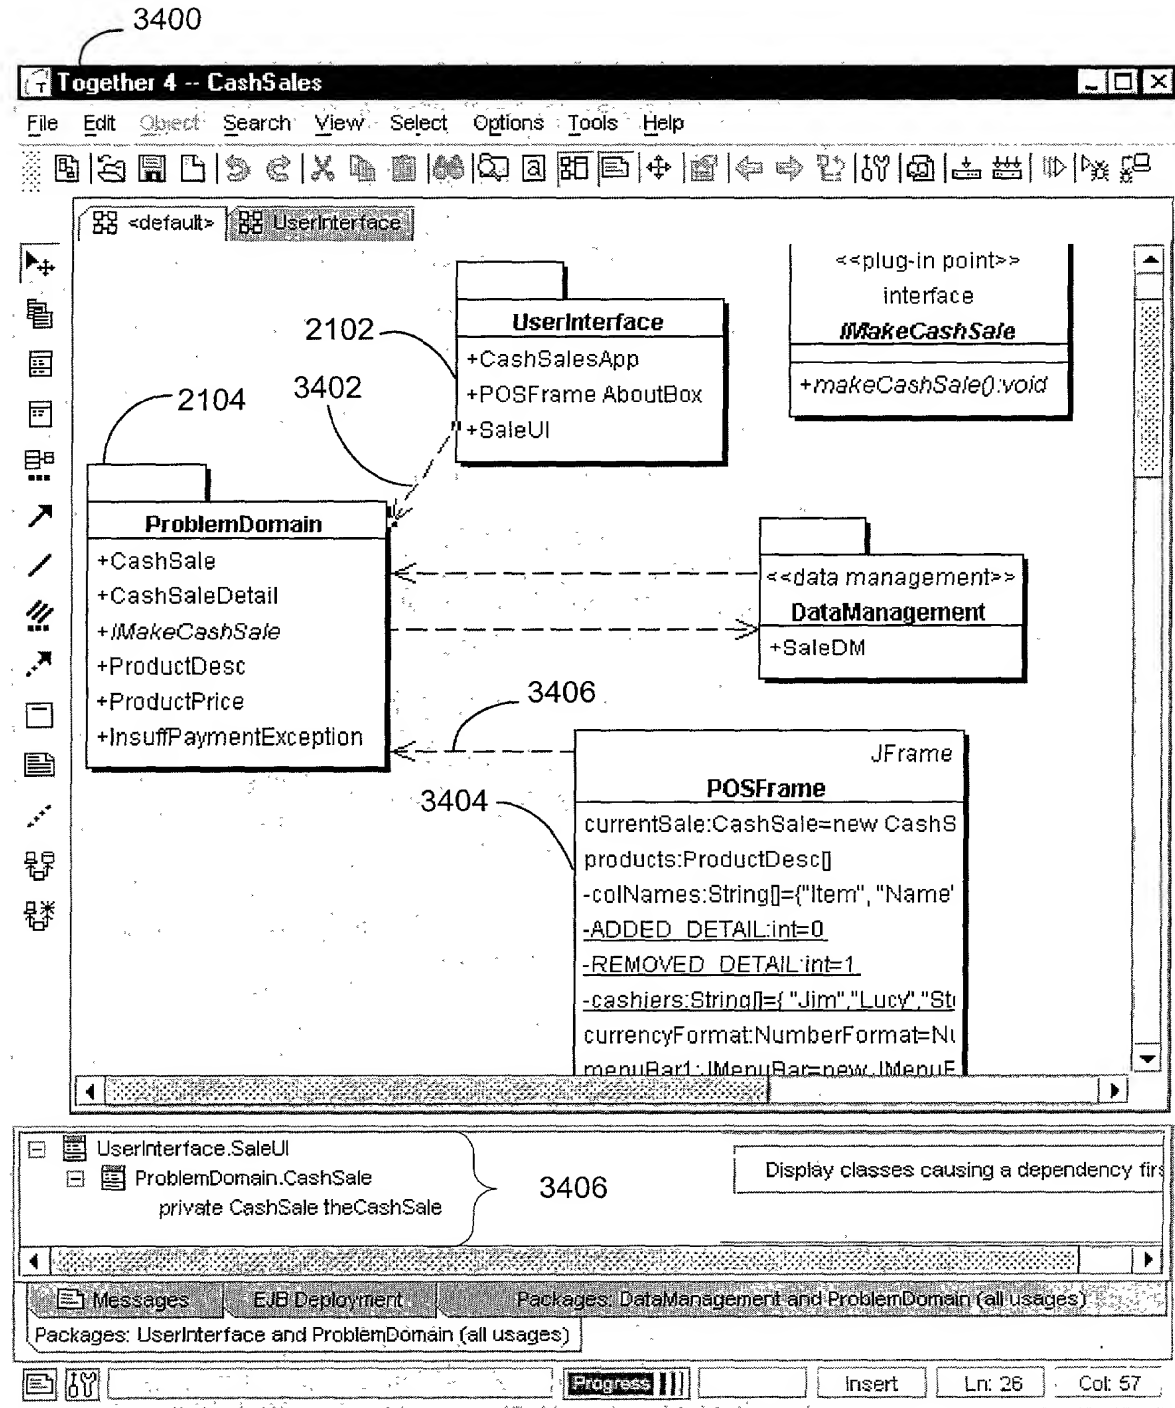 3400
Together 4 -- CashSales
File Edit Object Search View Select Options Tools Help
<default> UserInterface
<<plug-in point>>
interface
IMakeCashSale
+makeCashSale():void
UserInterface
+CashSalesApp
+POSFrame AboutBox
+SaleUI
2102
3402
2104
ProblemDomain
+CashSale
+CashSaleDetail
+IMakeCashSale
+ProductDesc
+ProductPrice
+InsuffPaymentException
<<data management>>
DataManagement
+SaleDM
3406
3404
JFrame
POSFrame
currentSale:CashSale=new CashS
products:ProductDesc[]
-colNames:String[]={"Item", "Name"
-ADDED_DETAIL:int=0
-REMOVED_DETAIL:int=1
-cashiers:String[]={ "Jim","Lucy","Ste
currencyFormat:NumberFormat=Nu
menuBar1:JMenuBar=new JMenuB
UserInterface.SaleUI
ProblemDomain.CashSale
private CashSale theCashSale
3406
Display classes causing a dependency firs
Messages EJB Deployment Packages: DataManagement and ProblemDomain (all usages)
Packages: UserInterface and ProblemDomain (all usages)
Progress Insert Ln: 26 Col: 57